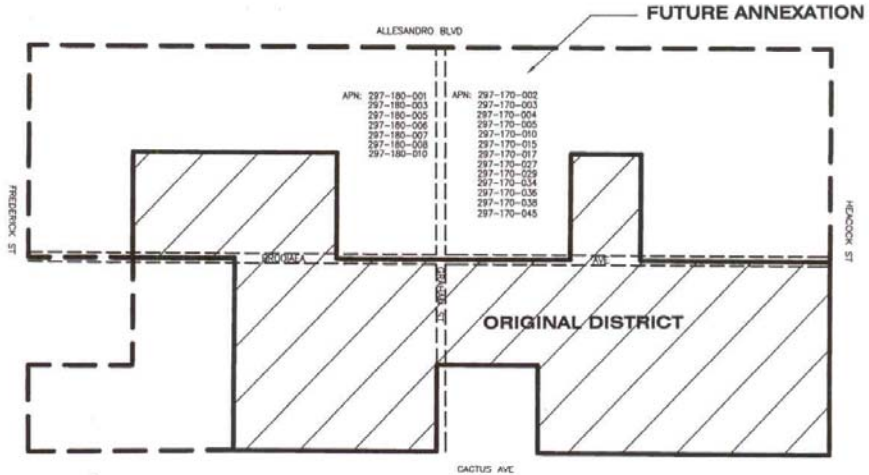 FUTURE ANNEXATION
ALLESANDRO BLVD
APN: 297-180-001
297-180-003
297-180-005
297-180-006
297-180-007
297-180-008
297-180-010
APN: 297-170-002
297-170-003
297-170-004
297-170-005
297-170-010
297-170-015
297-170-017
297-170-027
297-170-029
297-170-034
297-170-036
297-170-038
297-170-045
FREDERICK ST
HEACOCK ST
AVE
ST
ORIGINAL DISTRICT
CACTUS AVE